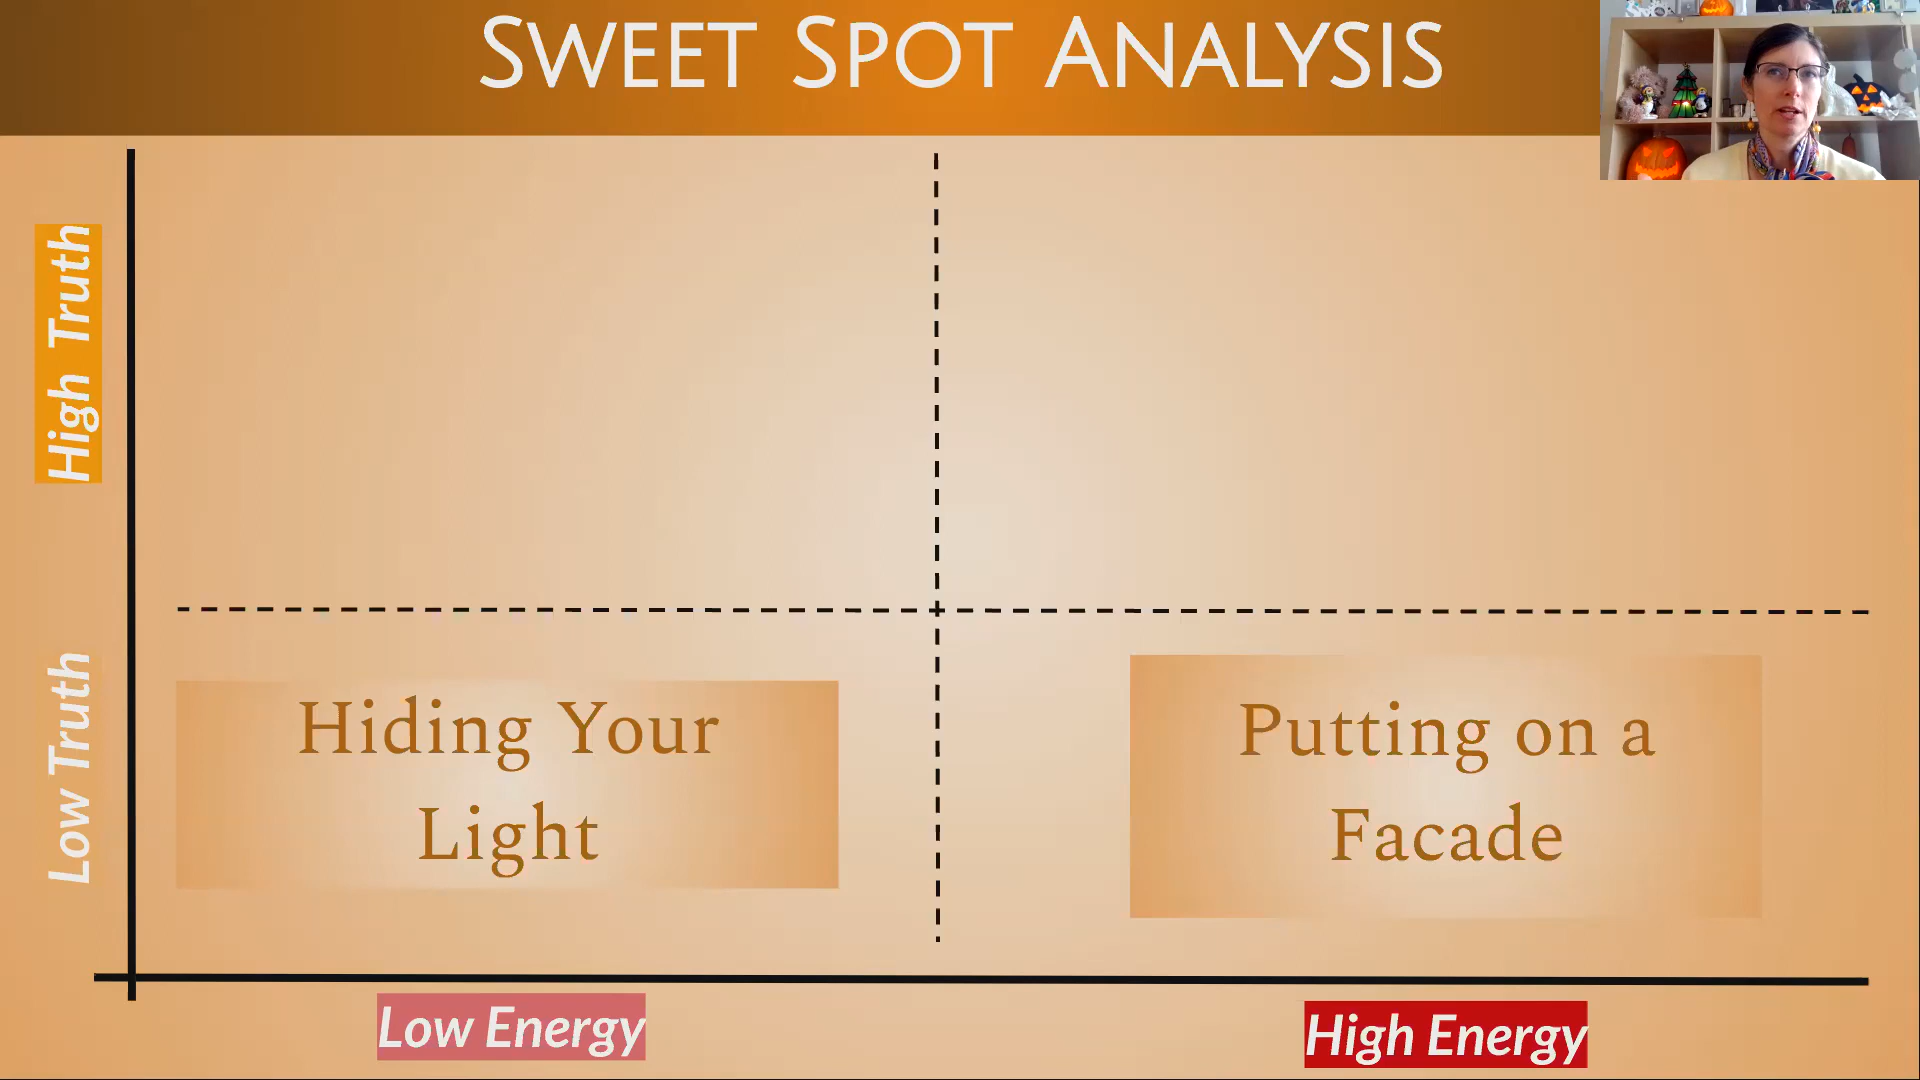 SWEET SPOT ANALYSIS
High Truth
Low Truth
Hiding Your
Light
Putting on a
Facade
Low Energy
High Energy